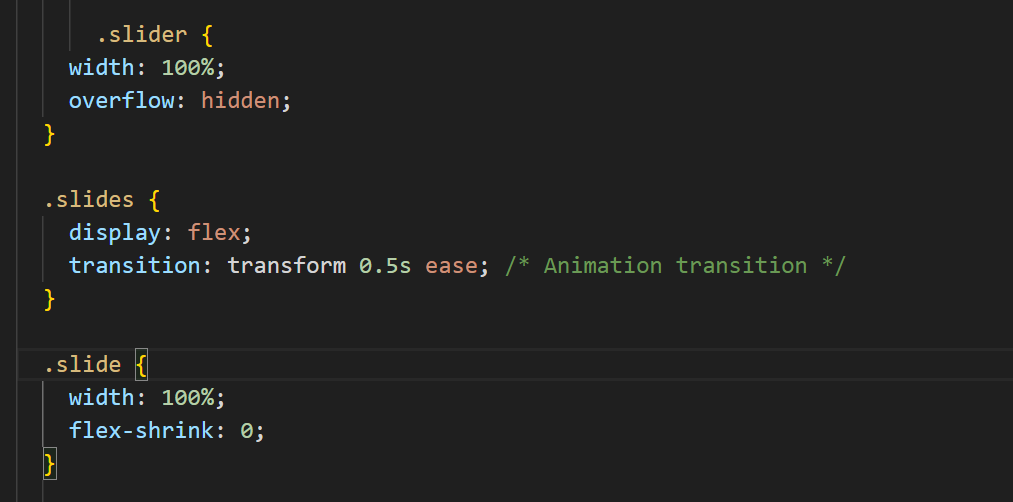 .slider {
width: 100%;
overflow: hidden;
}
.slides {
display: flex;
transition: transform 0.5s ease; /* Animation transition */
}
.slide {
width: 100%;
flex-shrink: 0;
}